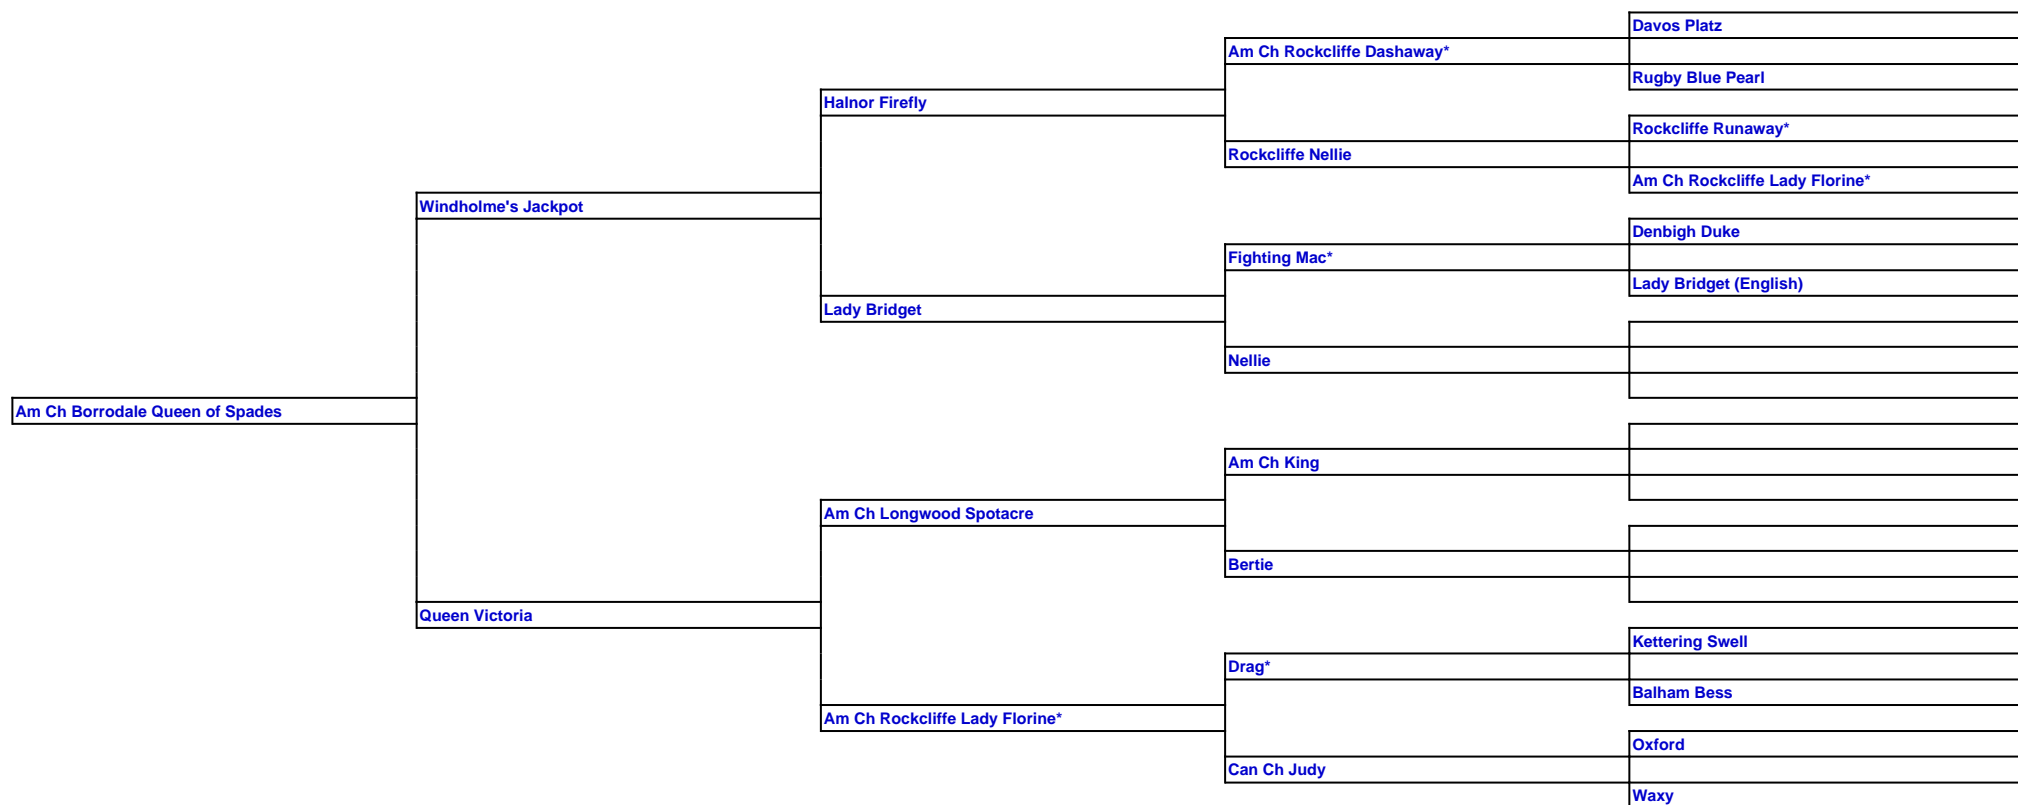 Davos Platz
Am Ch Rockcliffe Dashaway*
Rugby Blue Pearl
Halnor Firefly
Rockcliffe Runaway*
Rockcliffe Nellie
Am Ch Rockcliffe Lady Florine*
Windholme's Jackpot
Denbigh Duke
Fighting Mac*
Lady Bridget (English)
Lady Bridget
Nellie
Am Ch Borrodale Queen of Spades
Am Ch King
Am Ch Longwood Spotacre
Bertie
Queen Victoria
Kettering Swell
Drag*
Balham Bess
Am Ch Rockcliffe Lady Florine*
Oxford
Can Ch Judy
Waxy